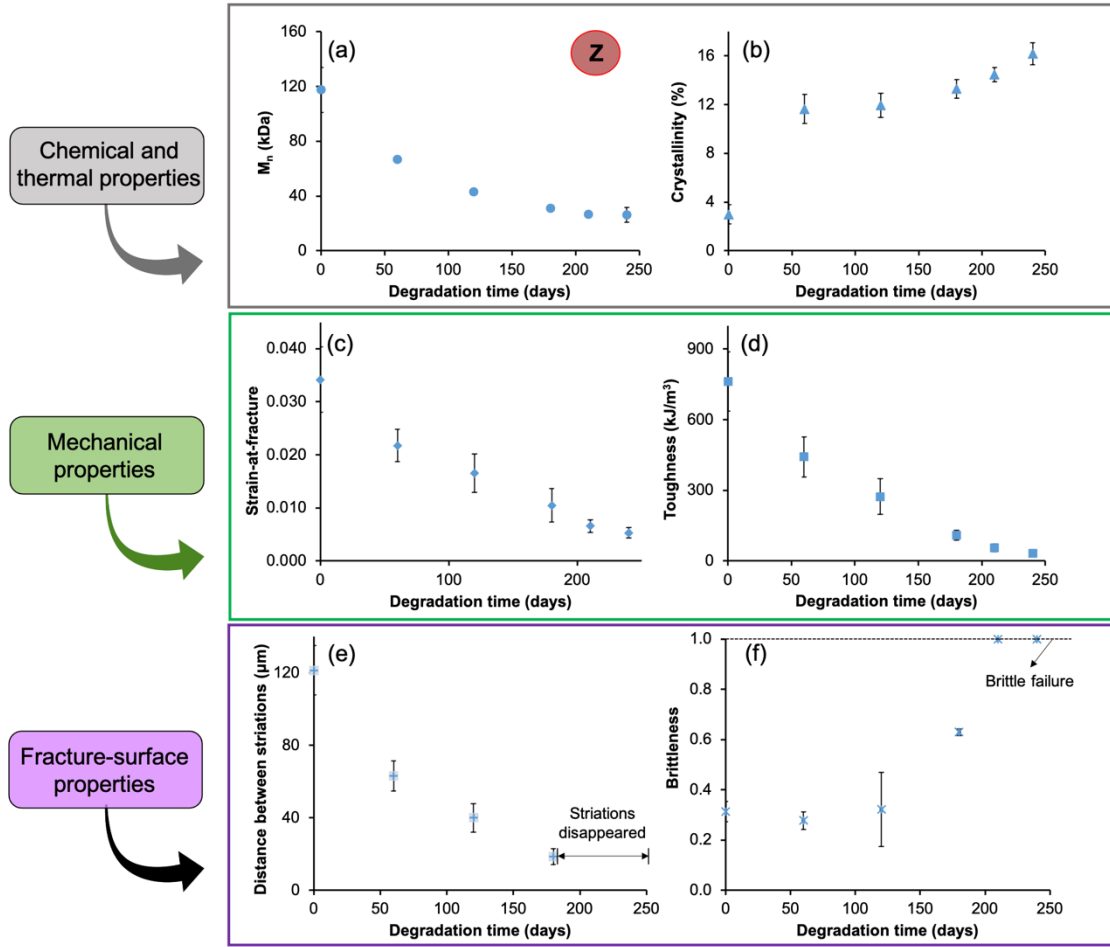 Chemical and
thermal properties
(a)
Z
Mn (kDa)
160
120
80
40
0
0 50 100 150 200 250
Degradation time (days)
(b)
Crystallinity (%)
16
12
8
4
0
0 50 100 150 200 250
Degradation time (days)
Mechanical
properties
(c)
Strain-at-fracture
0.040
0.030
0.020
0.010
0.000
0 100 200
Degradation time (days)
(d)
Toughness (kJ/m³)
900
600
300
0
0 50 100 150 200 250
Degradation time (days)
Fracture-surface
properties
(e)
Distance between striations (µm)
120
80
40
0
Striations
disappeared
0 50 100 150 200 250
Degradation time (days)
(f)
Brittleness
1.0
0.8
0.6
0.4
0.2
0.0
Brittle failure
0 50 100 150 200 250
Degradation time (days)